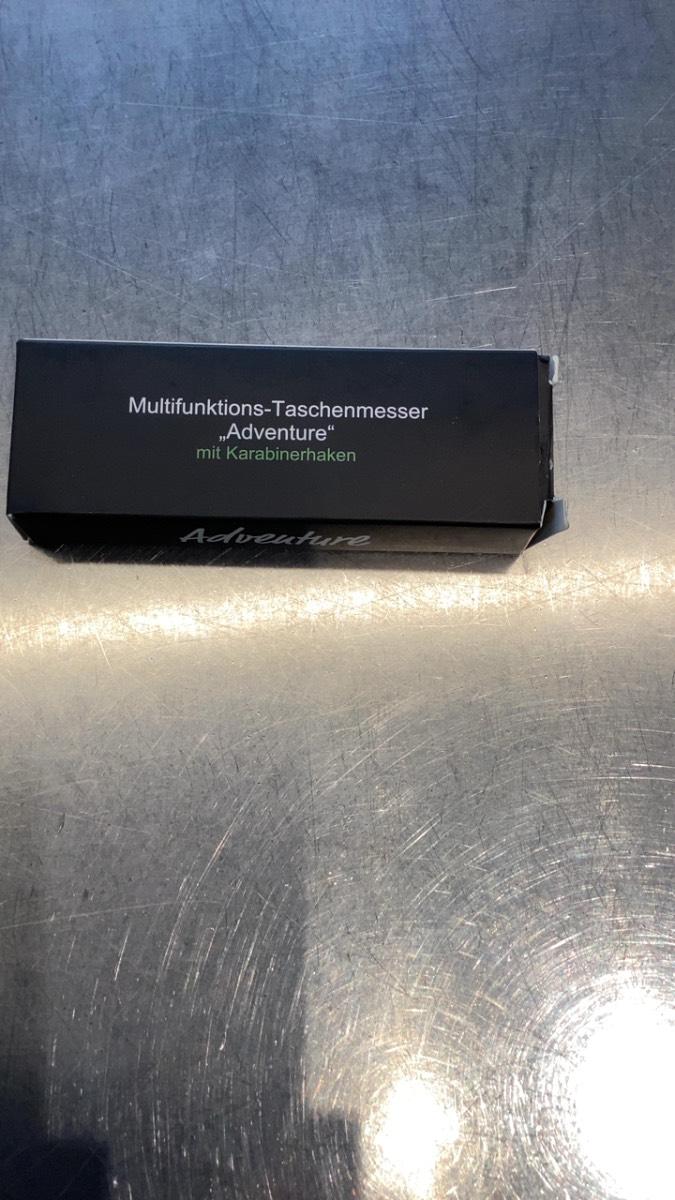 Multifunktions-Taschenmesser
„Adventure“
mit Karabinerhaken
Adventure